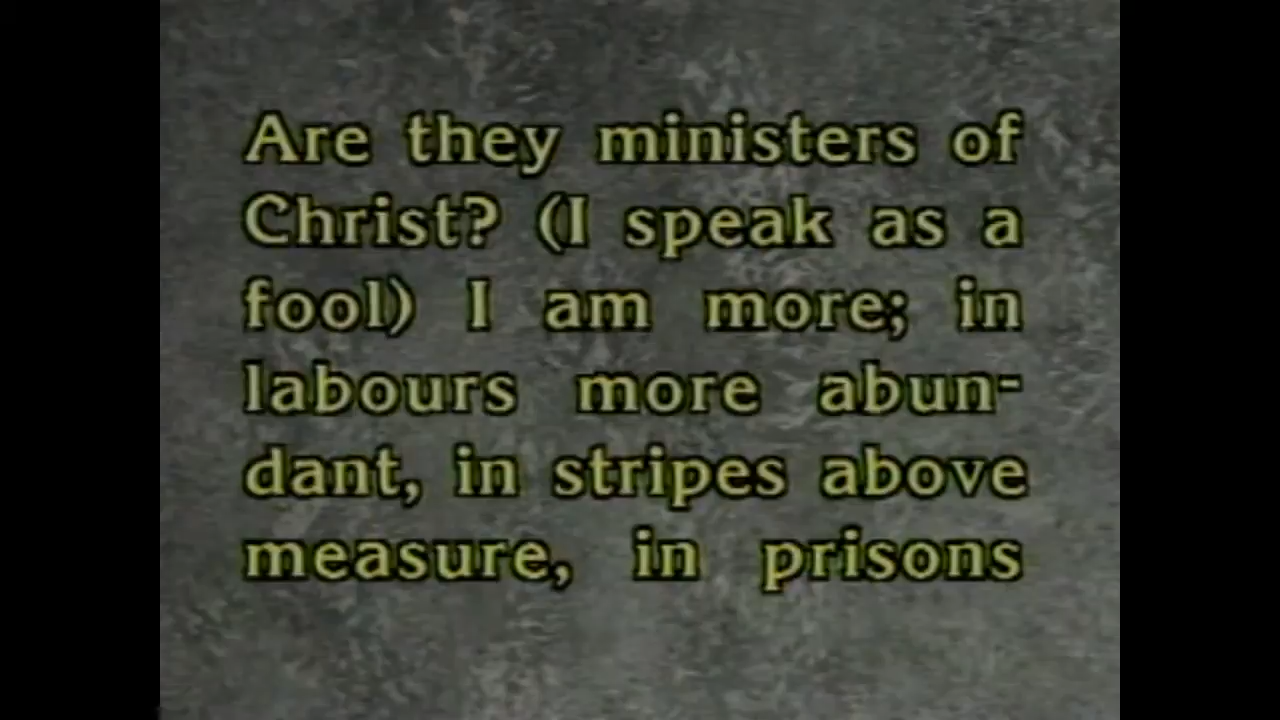 Are they ministers of
Christ? (I speak as a
fool) I am more; in
labours more abun-
dant, in stripes above
measure, in prisons